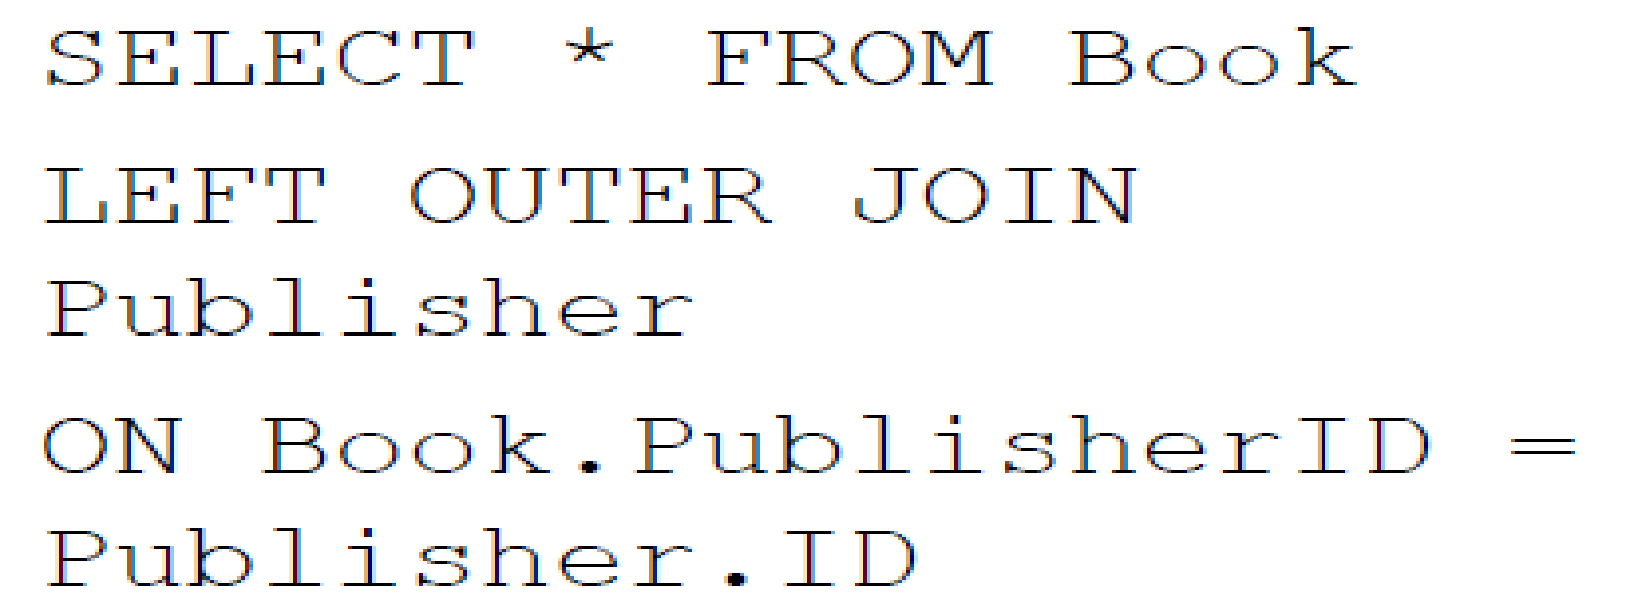 SELECT * FROM Book
LEFT OUTER JOIN
Publisher
ON Book.PublisherID =
Publisher.ID